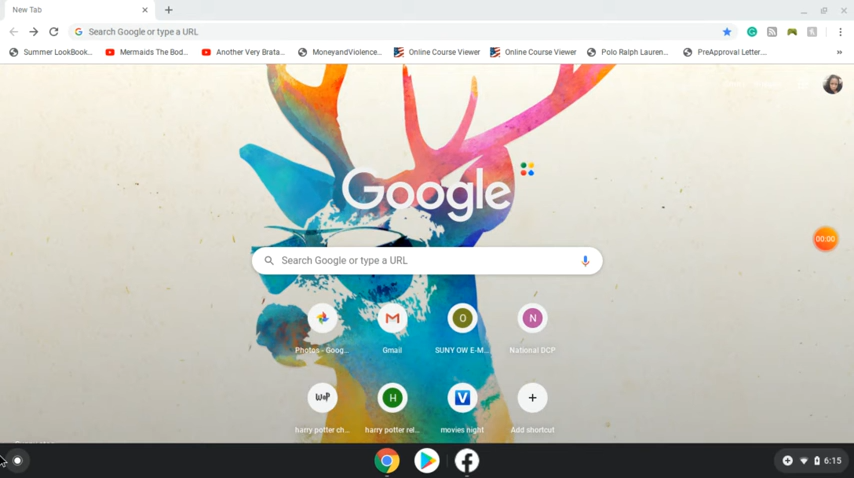 New Tab
Search Google or type a URL
Summer LookBook... Mermaids The Bod... Another Very Brata... MoneyandViolence... Online Course Viewer Online Course Viewer Polo Ralph Lauren... PreApproval Letter....
Google
00:00
Search Google or type a URL
Photos - Goog... Gmail SUNY OW E-M... National DCP
harry potter ch... harry potter rel... movies night Add shortcut
6:15